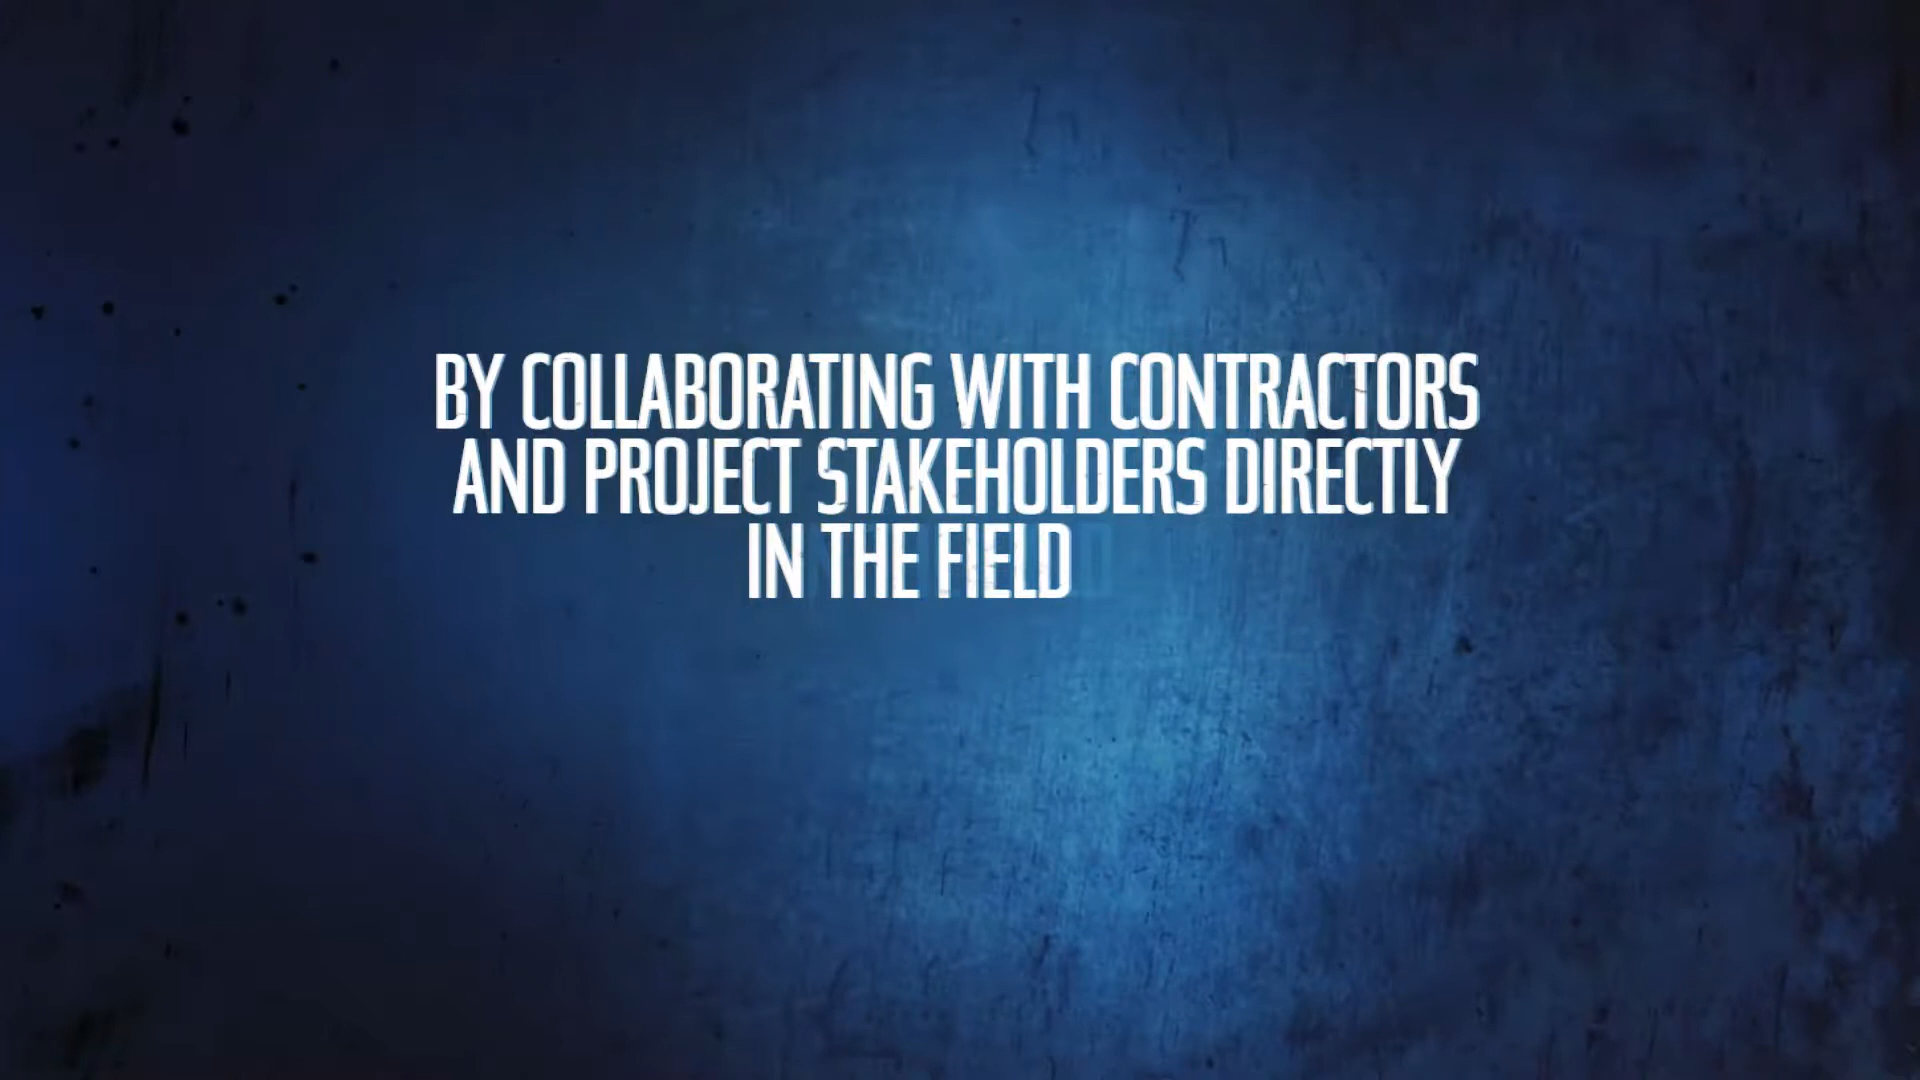 BY COLLABORATING WITH CONTRACTORS
AND PROJECT STAKEHOLDERS DIRECTLY
IN THE FIELD